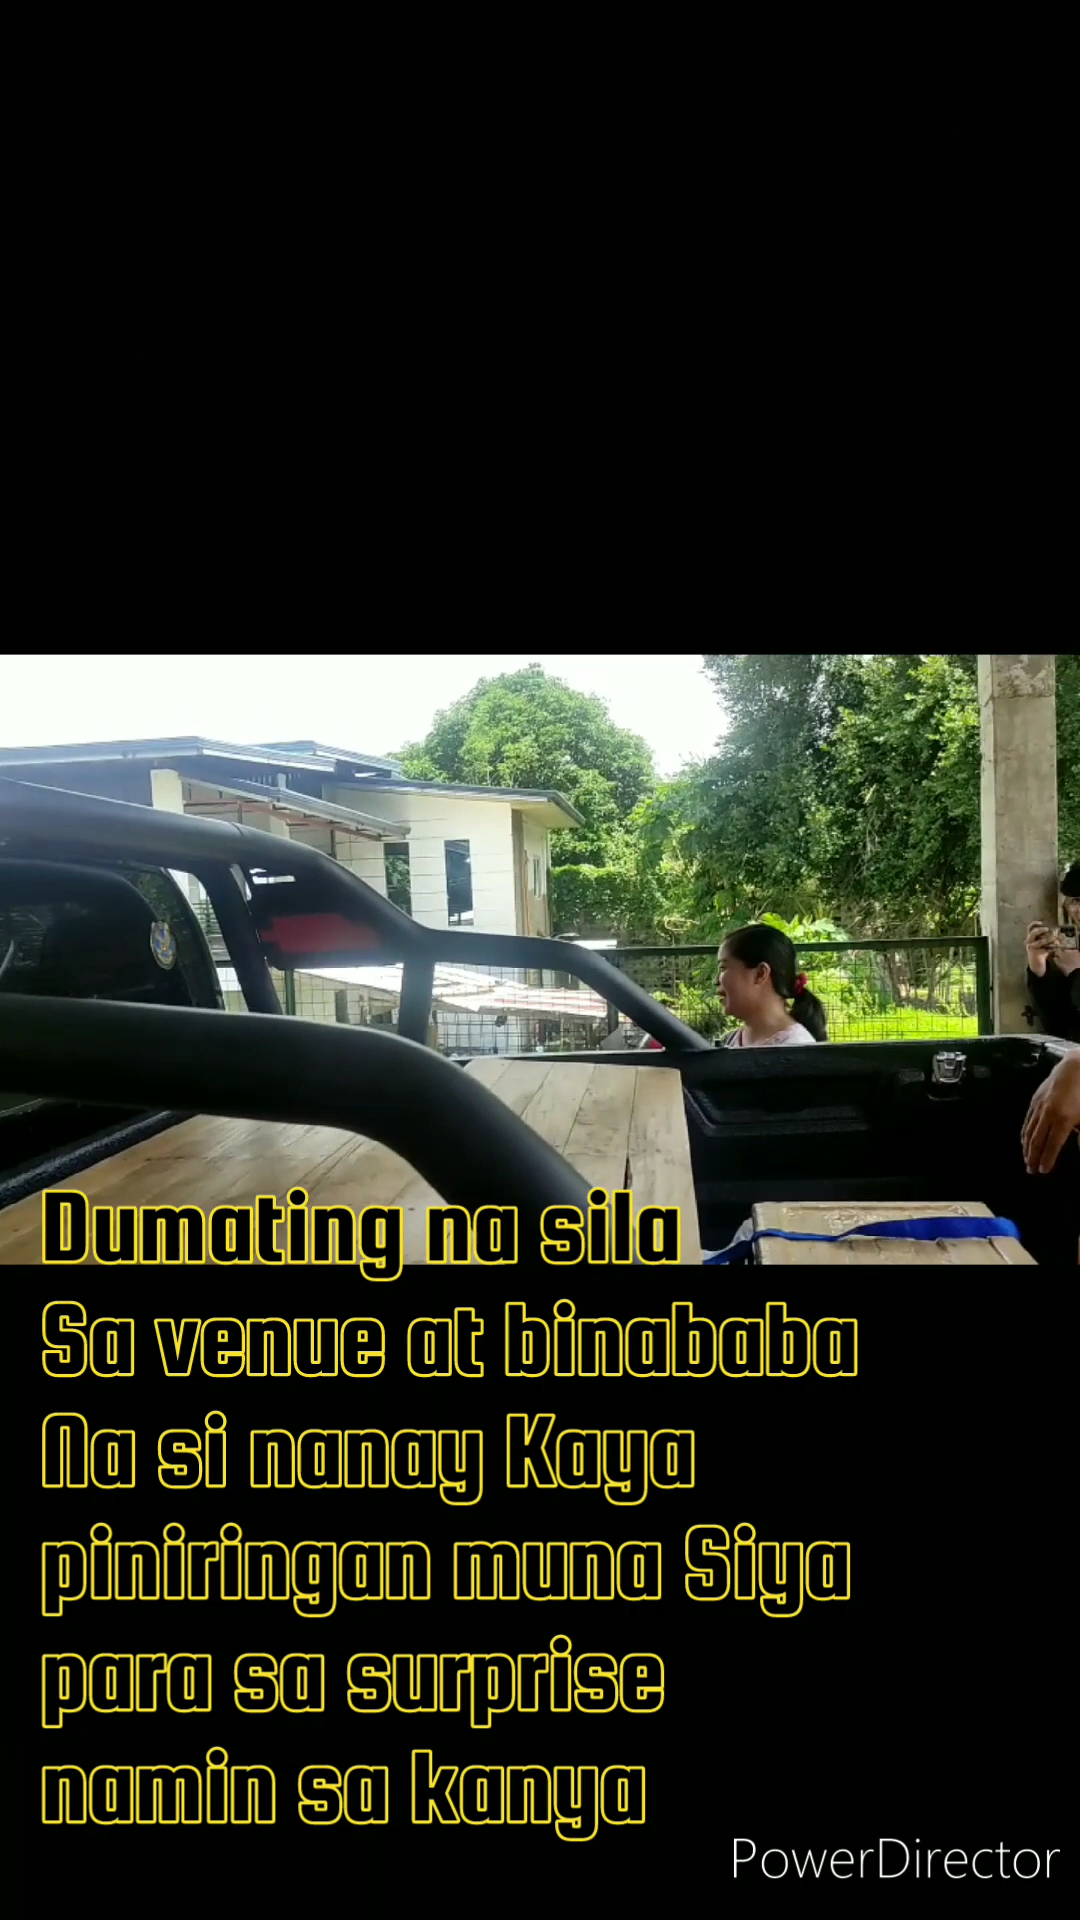 Dumating na sila
Sa venue at binababa
Na si nanay Kaya
piniringan muna Siya
para sa surprise
namin sa kanya
PowerDirector